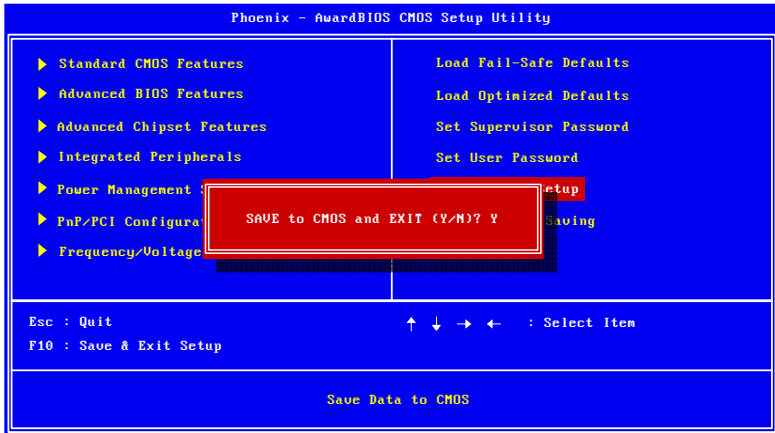 Phoenix - AwardBIOS CMOS Setup Utility
Standard CMOS Features
Advanced BIOS Features
Advanced Chipset Features
Integrated Peripherals
Power Management
PnP/PCI
Frequency/Voltage
Load Fail-Safe Defaults
Load Optimized Defaults
Set Supervisor Password
Set User Password
Saving
SAVE to CMOS and EXIT (Y/N)? Y
Esc : Quit
F10 : Save & Exit Setup
↑ ↓ → ← : Select Item
Save Data to CMOS